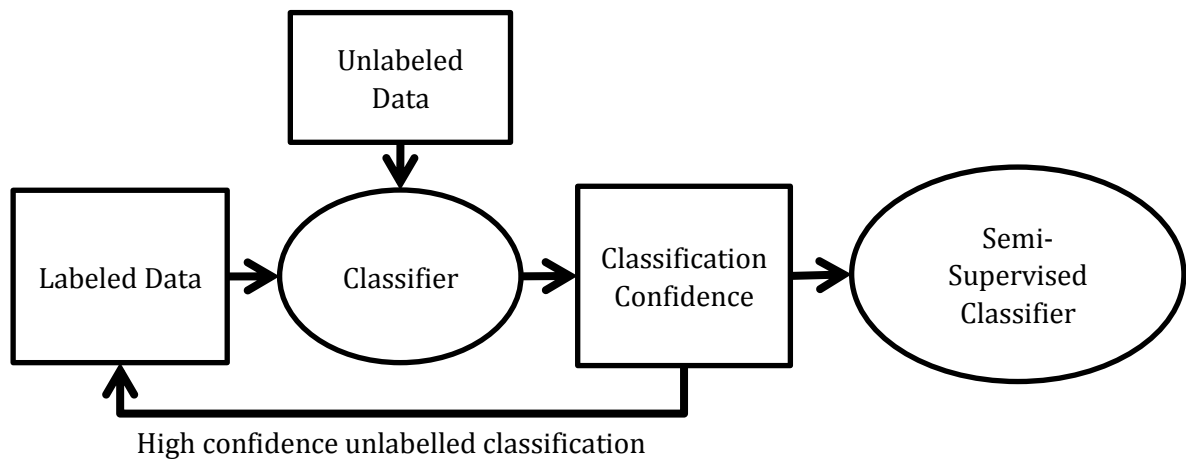 Unlabeled
Data
Labeled Data
Classifier
Classification
Confidence
Semi-
Supervised
Classifier
High confidence unlabelled classification